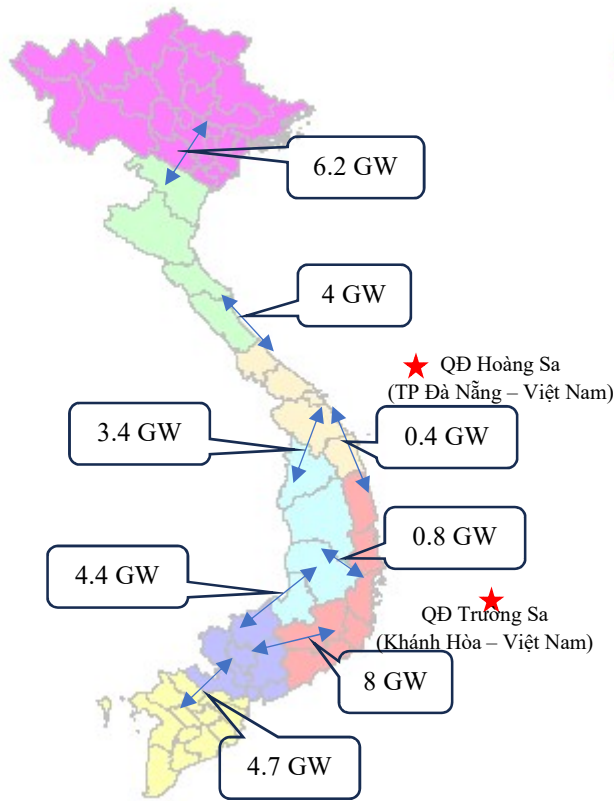 6.2 GW
4 GW
QĐ Hoàng Sa
(TP Đà Nẵng – Việt Nam)
3.4 GW
0.4 GW
0.8 GW
4.4 GW
QĐ Trường Sa
(Khánh Hòa – Việt Nam)
8 GW
4.7 GW